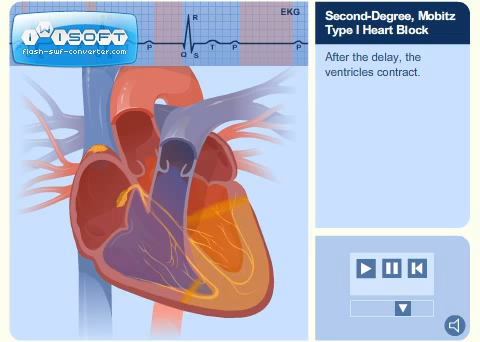 iWiSOFT
flash-swf-converter.com
EKG
R
P
Q
S
T
P
P
Second-Degree, Mobitz
Type I Heart Block
After the delay, the
ventricles contract.